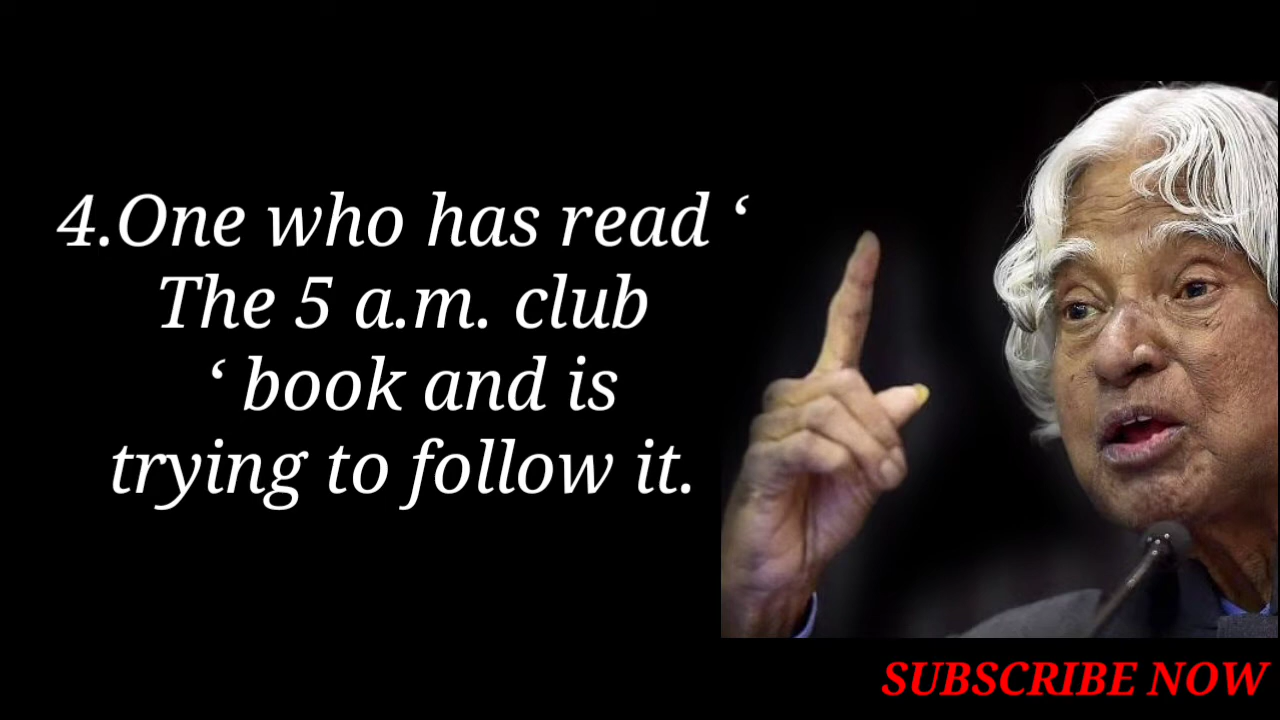 4.One who has read ‘
The 5 a.m. club
‘ book and is
trying to follow it.
SUBSCRIBE NOW